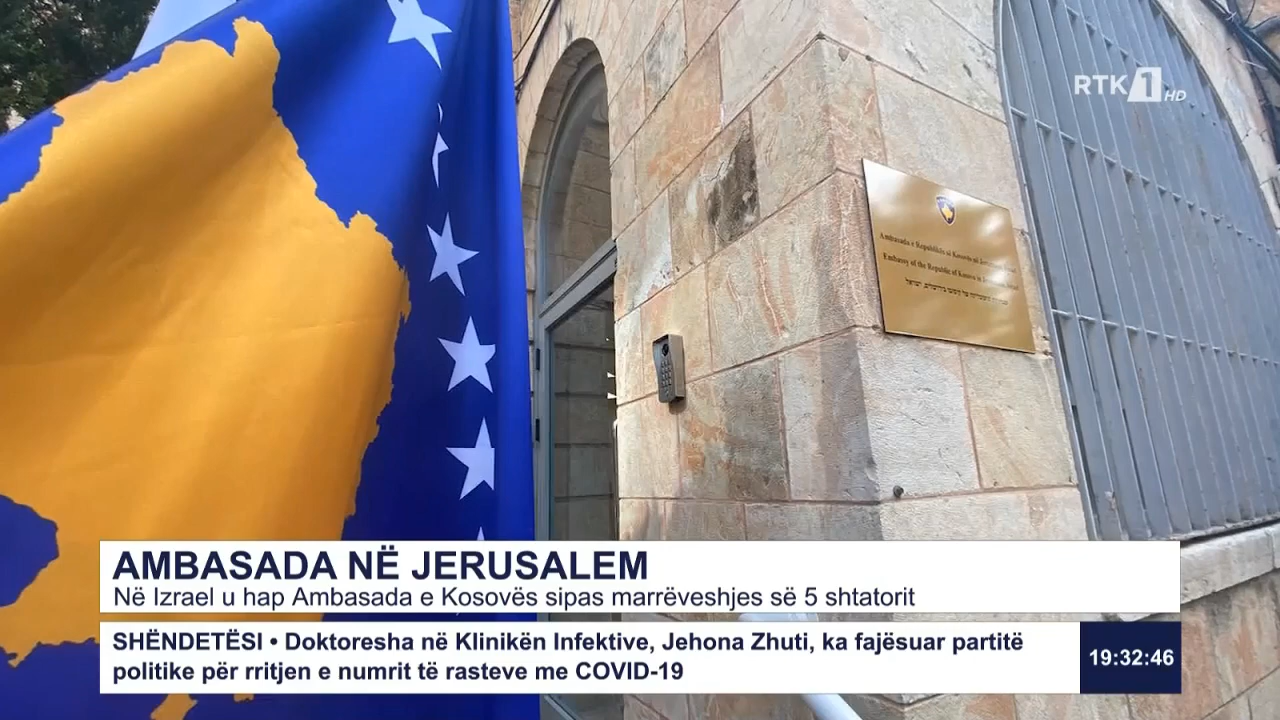 RTK 1 HD
Ambasada e Republikës së Kosovës në
Embassy of the Republic of Kosovo in
AMBASADA NË JERUSALEM
Në Izrael u hap Ambasada e Kosovës sipas marrëveshjes së 5 shtatorit
SHËNDETËSI • Doktoresha në Klinikën Infektive, Jehona Zhuti, ka fajësuar partitë
politike për rritjen e numrit të rasteve me COVID-19
19:32:46